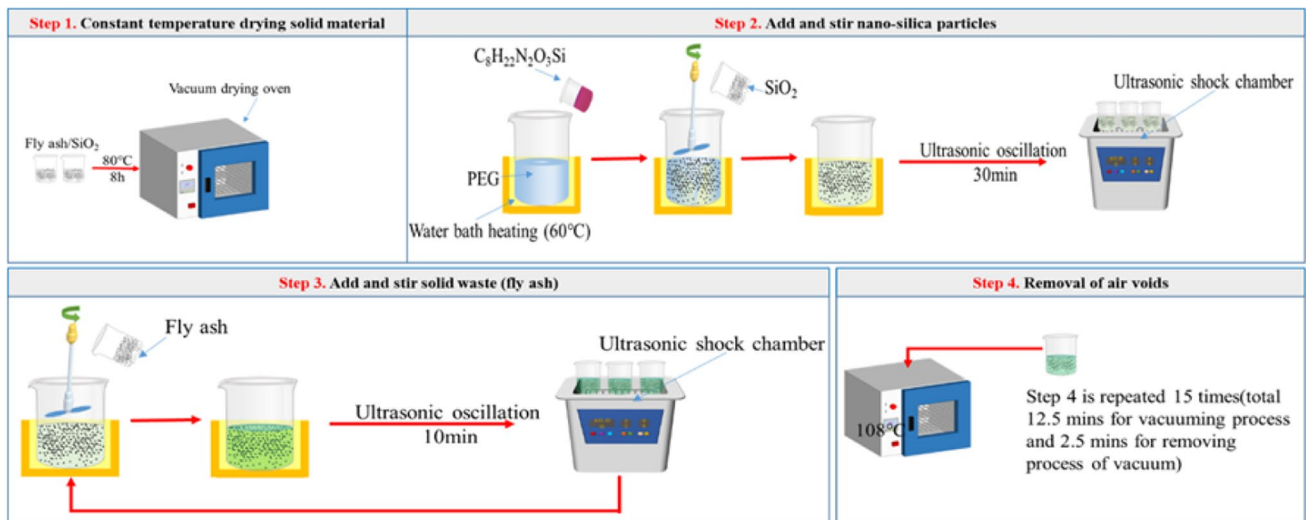 Step 1. Constant temperature drying solid material
Vacuum drying oven
Fly ash/SiO₂
80℃
8h
Step 2. Add and stir nano-silica particles
C₈H₂₂N₂O₃Si
SiO₂
Ultrasonic shock chamber
PEG
Ultrasonic oscillation
30min
Water bath heating (60℃)
Step 3. Add and stir solid waste (fly ash)
Fly ash
Ultrasonic shock chamber
Ultrasonic oscillation
10min
Step 4. Removal of air voids
108℃
Step 4 is repeated 15 times(total
12.5 mins for vacuuming process
and 2.5 mins for removing
process of vacuum)